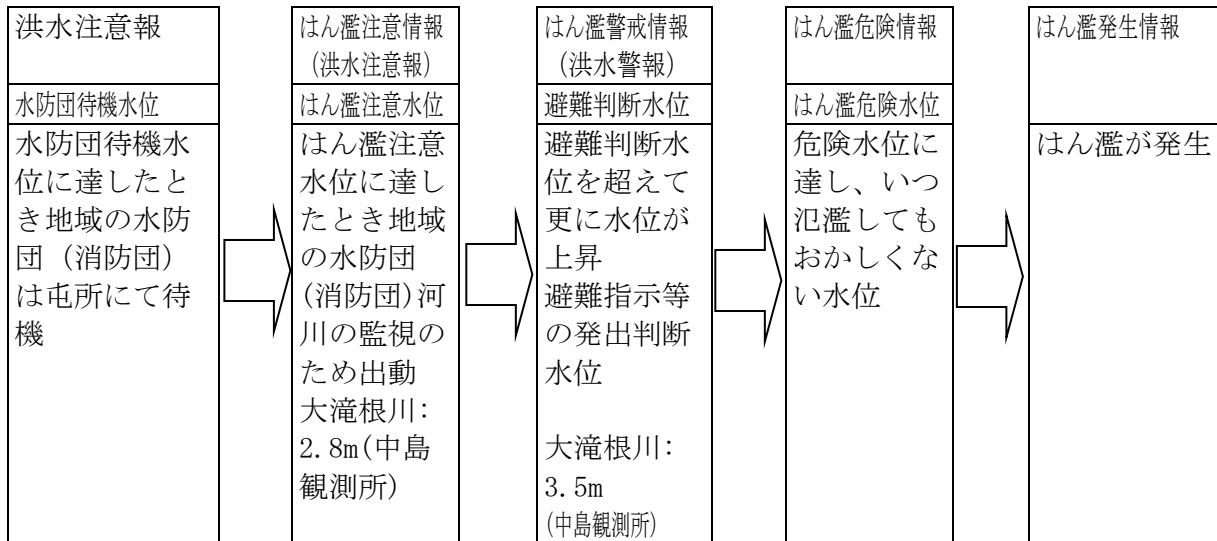 洪水注意報
水防団待機水位
水防団待機水
位に達したと
き地域の水防
団（消防団）
は屯所にて待
機
はん濫注意情報
（洪水注意報）
はん濫注意水位
はん濫注意
水位に達し
たとき地域
の水防団
(消防団)河
川の監視の
ため出動
大滝根川：
2.8m(中島
観測所)
はん濫警戒情報
（洪水警報）
避難判断水位
避難判断水
位を超えて
更に水位が
上昇
避難指示等
の発出判断
水位
大滝根川：
3.5m
(中島観測所)
はん濫危険情報
はん濫危険水位
危険水位に
達し、いつ
氾濫しても
おかしくな
い水位
はん濫発生情報
はん濫が発生